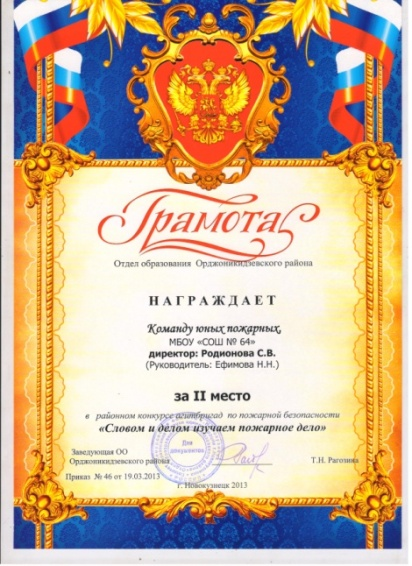 Грамота
Отдел образования Орджоникидзевского района
НАГРАЖДАЕТ
Команду юных пожарных
МБОУ «СОШ № 64»
директор: Родионова С.В.
(Руководитель: Ефимова Н.Н.)
за II место
в районном конкурсе агитбригад по пожарной безопасности
«Словом и делом изучаем пожарное дело»
Для
документов
Заведующая ОО
Орджоникидзевского района
Т.Н. Рагозина
Приказ № 46 от 19.03.2013
г. Новокузнецк 2013